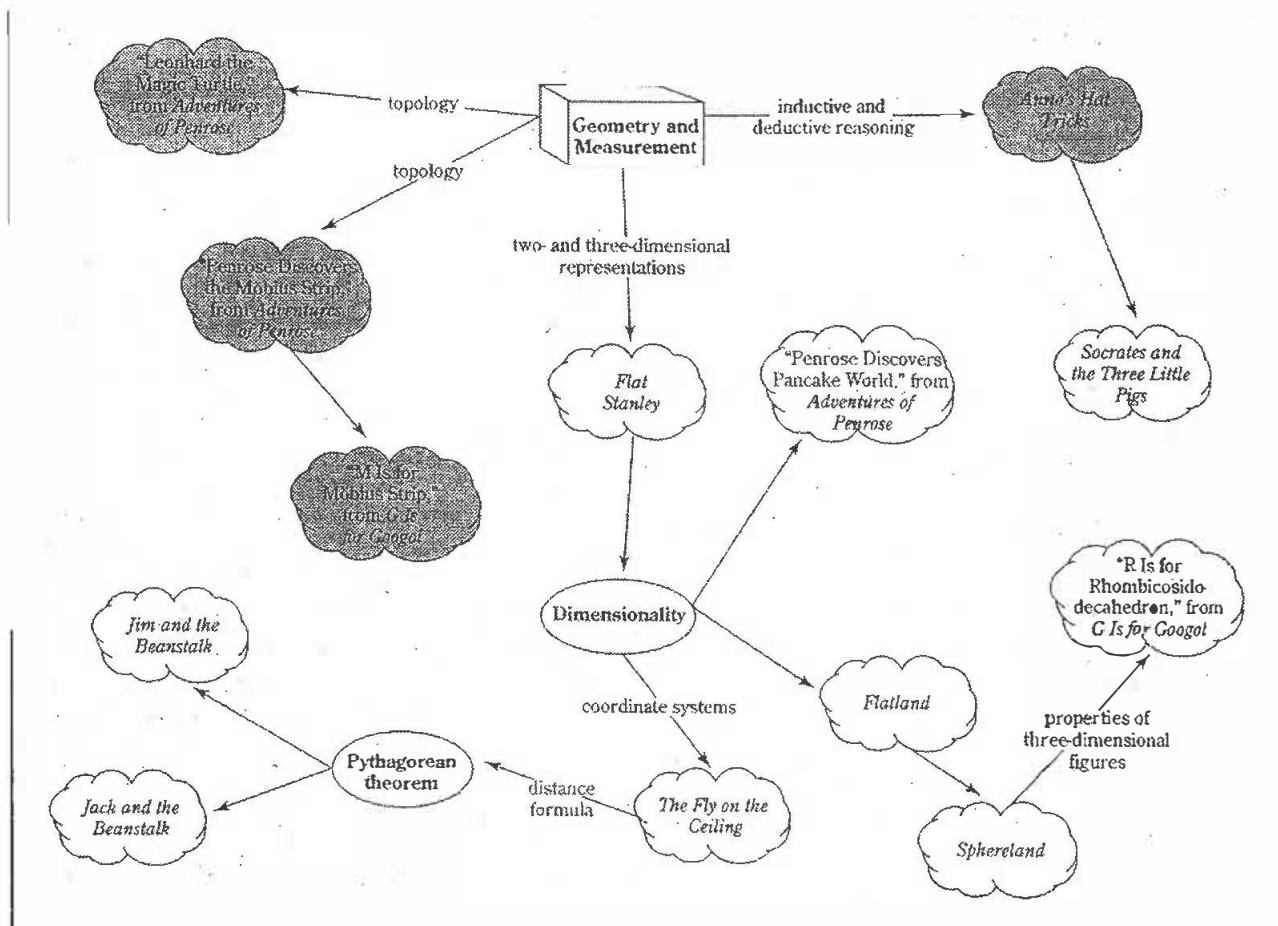 "Leonhard the
Magic Turtle,"
from Adventures
of Penrose
topology
Geometry and
Measurement
inductive and
deductive reasoning
Anno's Hat
Tricks
topology
two- and three-dimensional
representations
"Penrose Discovers
the Mobius Strip,"
from Adventures
of Penrose
Flat
Stanley
"Penrose Discovers
Pancake World," from
Adventures of
Penrose
Socrates and
the Three Little
Pigs
"M Is for
Mobius Strip,"
from G Is
for Googol
Dimensionality
"R Is for
Rhombicosido-
decahedron," from
G Is for Googol
Jim and the
Beanstalk
coordinate systems
Flatland
properties of
three-dimensional
figures
Pythagorean
theorem
distance
formula
The Fly on the
Ceiling
Jack and the
Beanstalk
Sphereland